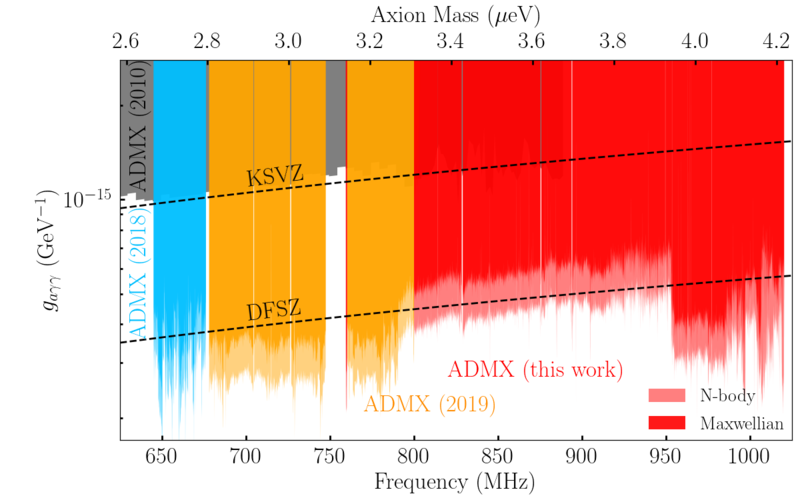 Axion Mass (μeV)
2.6 2.8 3.0 3.2 3.4 3.6 3.8 4.0 4.2
ADMX (2010)
KSVZ
10⁻¹⁵
g_{aγγ} (GeV⁻¹)
ADMX (2018)
DFSZ
ADMX (this work)
ADMX (2019)
N-body
Maxwellian
650 700 750 800 850 900 950 1000
Frequency (MHz)